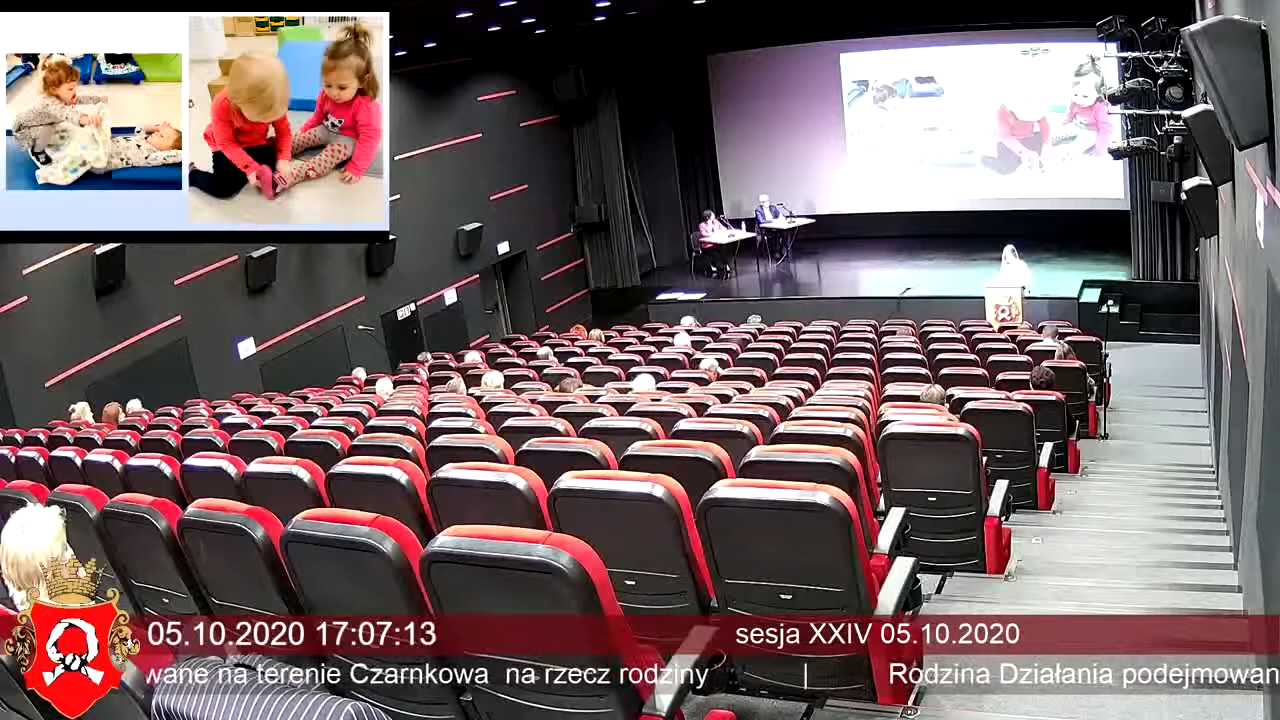 05.10.2020 17:07:13
sesja XXIV 05.10.2020
wane na terenie Czarnkowa na rzecz rodziny | Rodzina Działania podejmowan